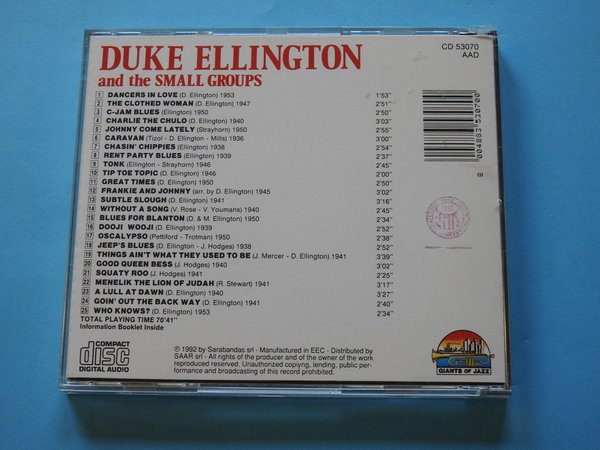 DUKE ELLINGTON
and the SMALL GROUPS
CD 53070
AAD
1 DANCERS IN LOVE (D. Ellington) 1953 1'53"
2 THE CLOTHED WOMAN (D. Ellington) 1947 2'51"
3 C-JAM BLUES (Ellington) 1950 2'50"
4 CHARLIE THE CHULO (D. Ellington) 1940 3'03"
5 JOHNNY COME LATELY (Strayhorn) 1950 2'55"
6 CARAVAN (Tizol - D. Ellington - Mills) 1936 2'54"
7 CHASIN' CHIPPIES (Ellington) 1938 2'37"
8 RENT PARTY BLUES (Ellington) 1939 2'37"
9 TONK (Ellington - Strayhorn) 1946 2'45"
10 TIP TOE TOPIC (D. Ellington) 1946 2'00"
11 GREAT TIMES (D. Ellington) 1950 2'50"
12 FRANKIE AND JOHNNY (arr. by D. Ellington) 1945 3'02"
13 SUBTLE SLOUGH (D. Ellington) 1941 3'16"
14 WITHOUT A SONG (V. Rose - V. Youmans) 1940 2'45"
15 BLUES FOR BLANTON (D. & M. Ellington) 1950 2'50"
16 DOOJI WOOJI (D. Ellington) 1939 2'38"
17 OSCALYPSO (Pettiford - Trotman) 1950 2'52"
18 JEEP'S BLUES (D. Ellington - J. Hodges) 1938 2'52"
19 THINGS AIN'T WHAT THEY USED TO BE (J. Mercer - D. Ellington) 1941 3'39"
20 GOOD QUEEN BESS (J. Hodges) 1940 3'02"
21 SQUATY ROO (J. Hodges) 1941 2'25"
22 MENELIK THE LION OF JUDAH (R. Stewart) 1941 3'17"
23 A LULL AT DAWN (D. Ellington) 1940 3'27"
24 GOIN' OUT THE BACK WAY (D. Ellington) 1941 2'40"
25 WHO KNOWS? (D. Ellington) 1953 2'34"
TOTAL PLAYING TIME 70'41"
Information Booklet Inside
8 004883 530700
COMPACT
disc
DIGITAL AUDIO
℗ 1992 by Sarabandas srl - Manufactured in EEC - Distributed by
SAAR srl - All rights of the producer and of the owner of the work
reproduced reserved. Unauthorized copyng, lending, public per-
formance and broadcasting of this record prohibited.
GIANTS OF JAZZ